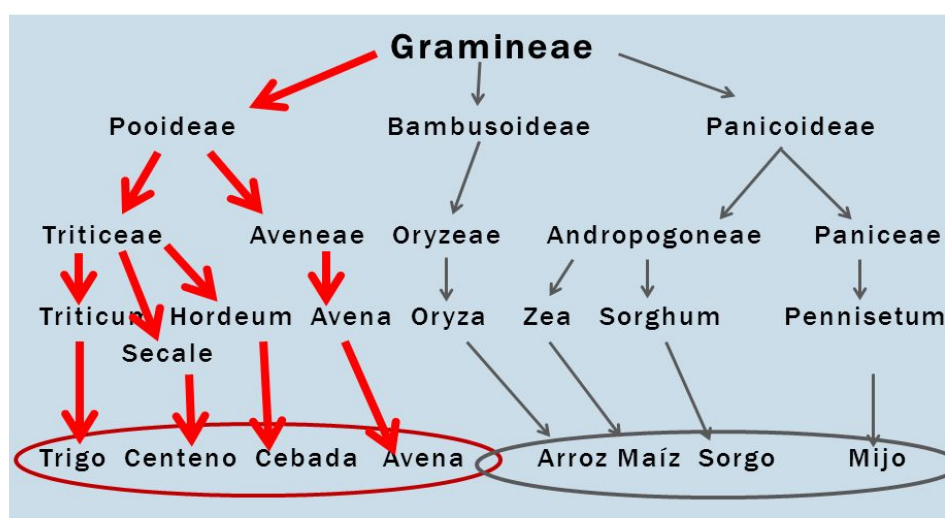 Gramineae
Pooideae Bambusoideae Panicoideae
Triticeae Aveneae Oryzeae Andropogoneae Paniceae
Triticum Hordeum Avena Oryza Zea Sorghum Pennisetum
Secale
Trigo Centeno Cebada Avena Arroz Maíz Sorgo Mijo